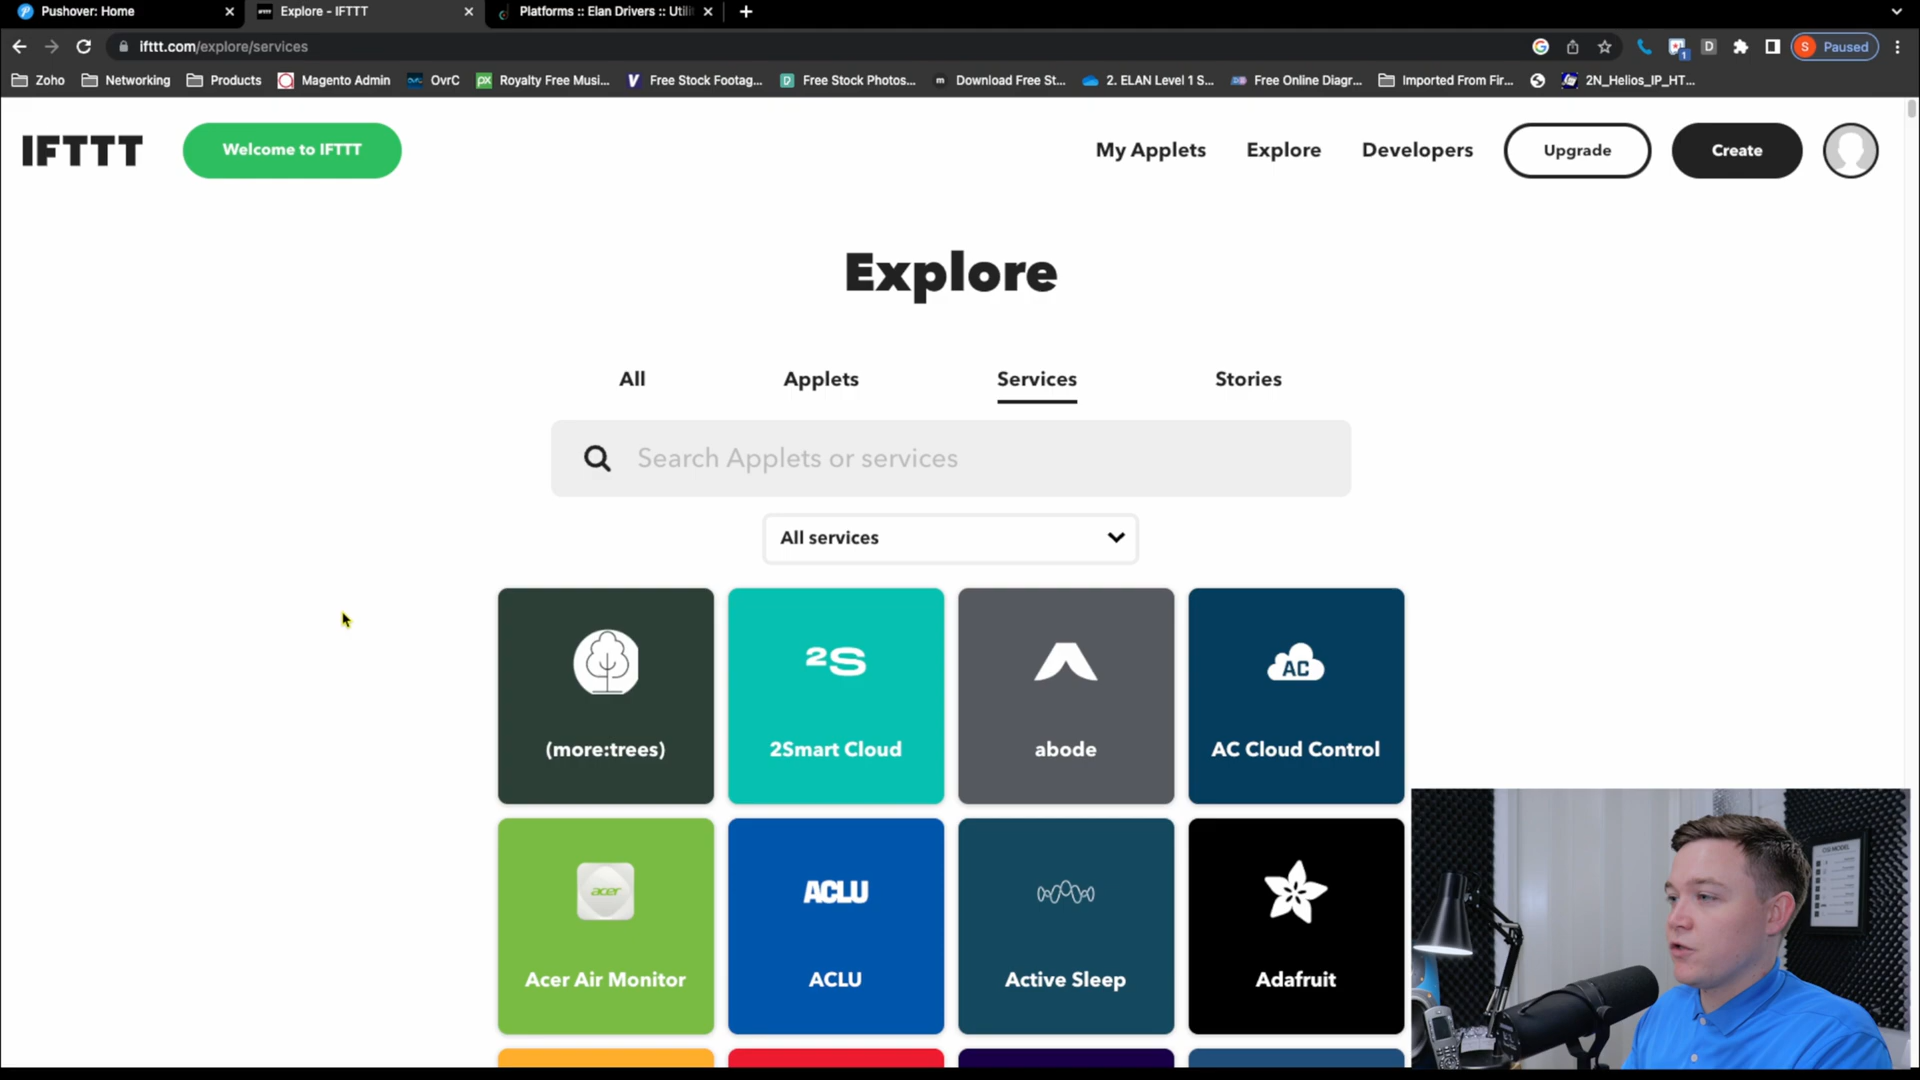 Pushover: Home
Explore - IFTTT
Platforms :: Elan Drivers :: Utili
ifttt.com/explore/services
S Paused
Zoho
Networking
Products
Magento Admin
OvrC
Royalty Free Musi...
Free Stock Footag...
Free Stock Photos...
Download Free St...
2. ELAN Level 1 S...
Free Online Diagr...
Imported From Fir...
2N_Helios_IP_HT...
IFTTT
Welcome to IFTTT
My Applets
Explore
Developers
Upgrade
Create
Explore
All
Applets
Services
Stories
Search Applets or services
All services
2S
AC
(more:trees)
2Smart Cloud
abode
AC Cloud Control
acer
ACLU
Acer Air Monitor
ACLU
Active Sleep
Adafruit